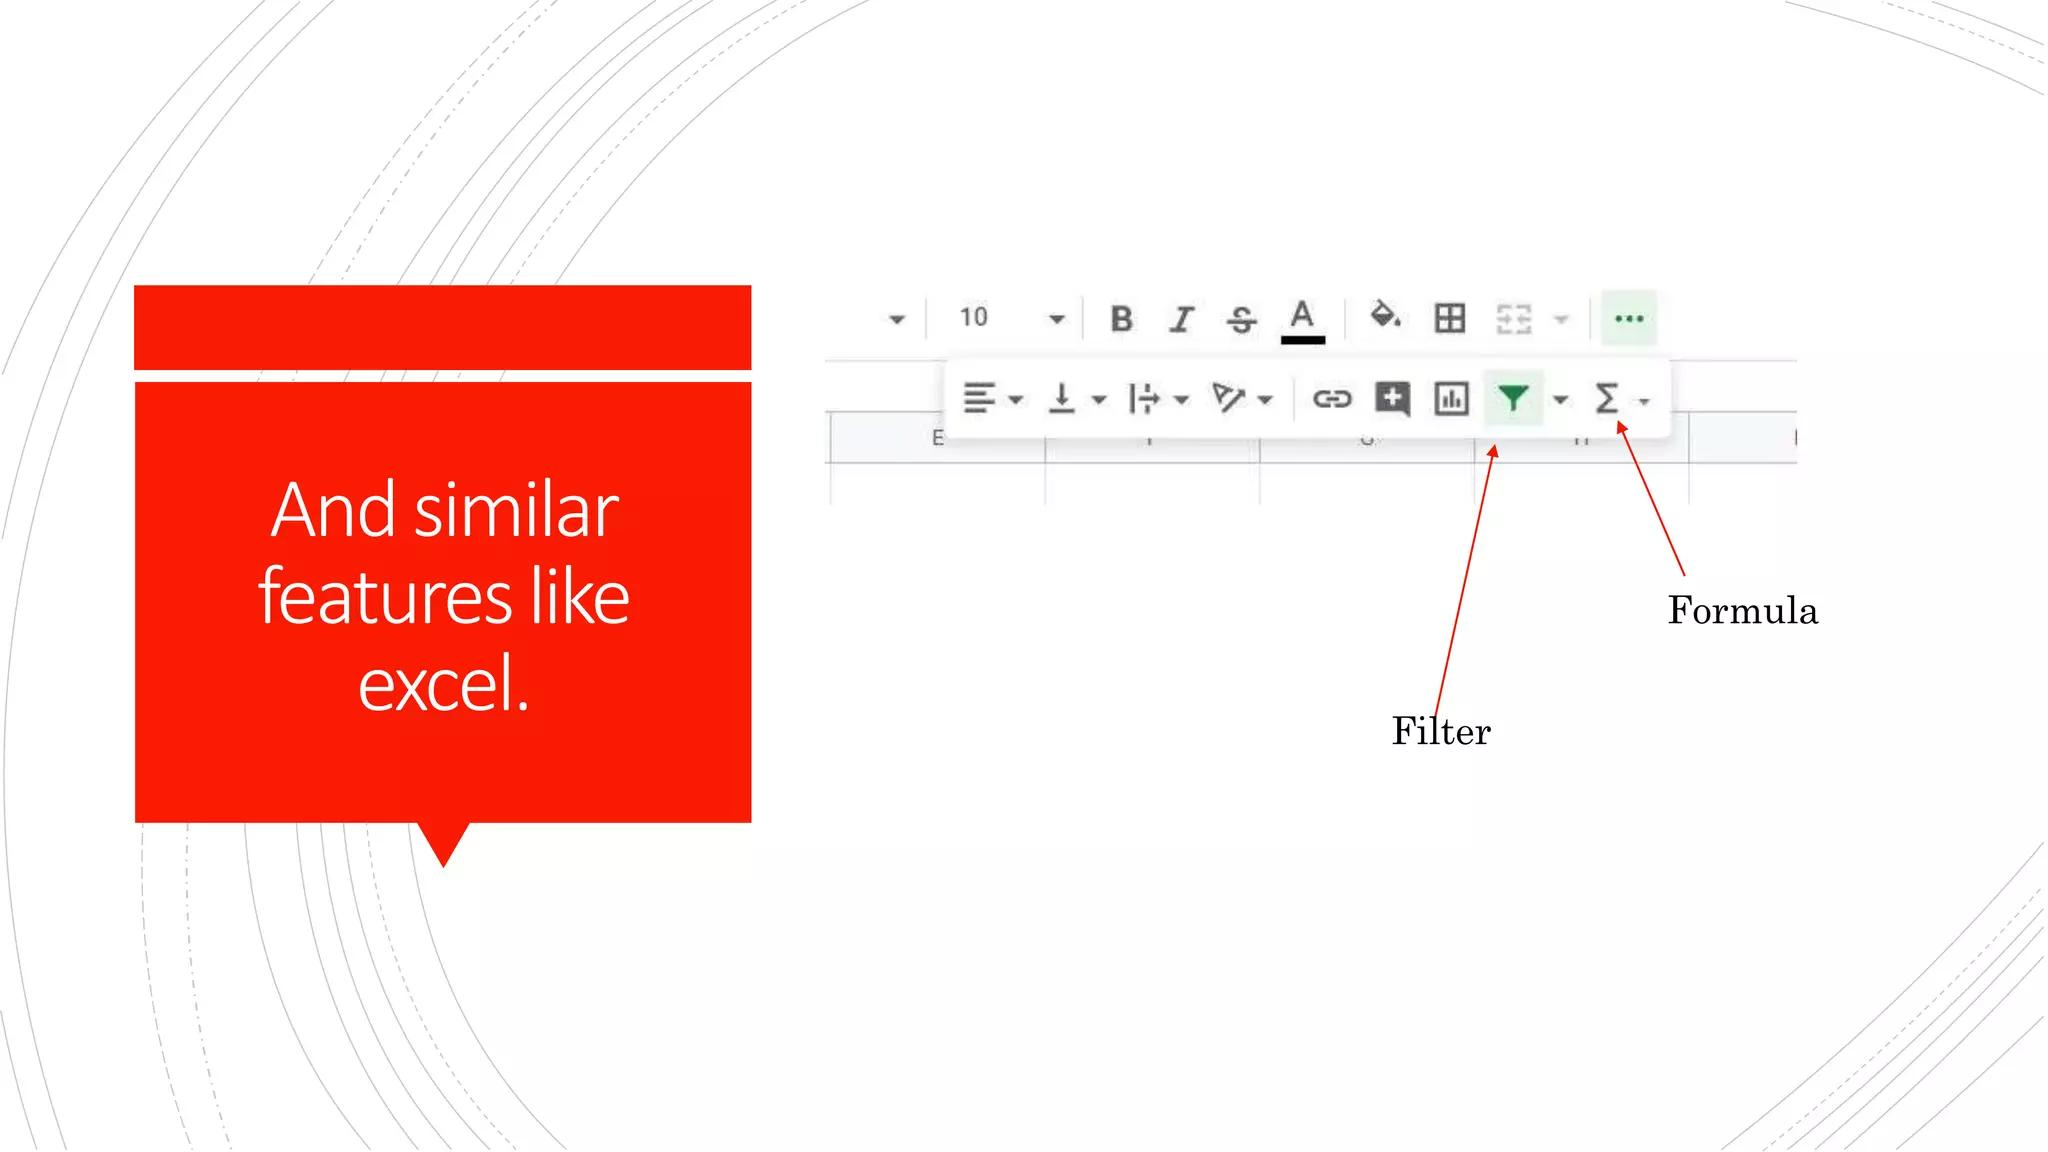 And similar
features like
excel.
10
B I S A
Σ
E
Formula
Filter